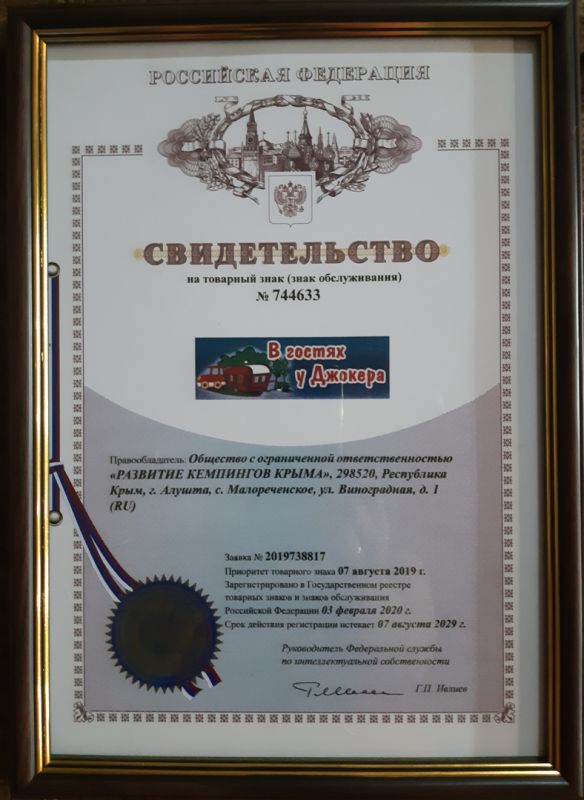 РОССИЙСКАЯ ФЕДЕРАЦИЯ
СВИДЕТЕЛЬСТВО
на товарный знак (знак обслуживания)
№ 744633
В гостях
у Джокера
Правообладатель: Общество с ограниченной ответственностью
«РАЗВИТИЕ КЕМПИНГОВ КРЫМА», 298520, Республика
Крым, г. Алушта, с. Малореченское, ул. Виноградная, д. 1
(RU)
Заявка № 2019738817
Приоритет товарного знака 07 августа 2019 г.
Зарегистрировано в Государственном реестре
товарных знаков и знаков обслуживания
Российской Федерации 03 февраля 2020 г.
Срок действия регистрации истекает 07 августа 2029 г.
Руководитель Федеральной службы
по интеллектуальной собственности
Г.П. Ивлиев